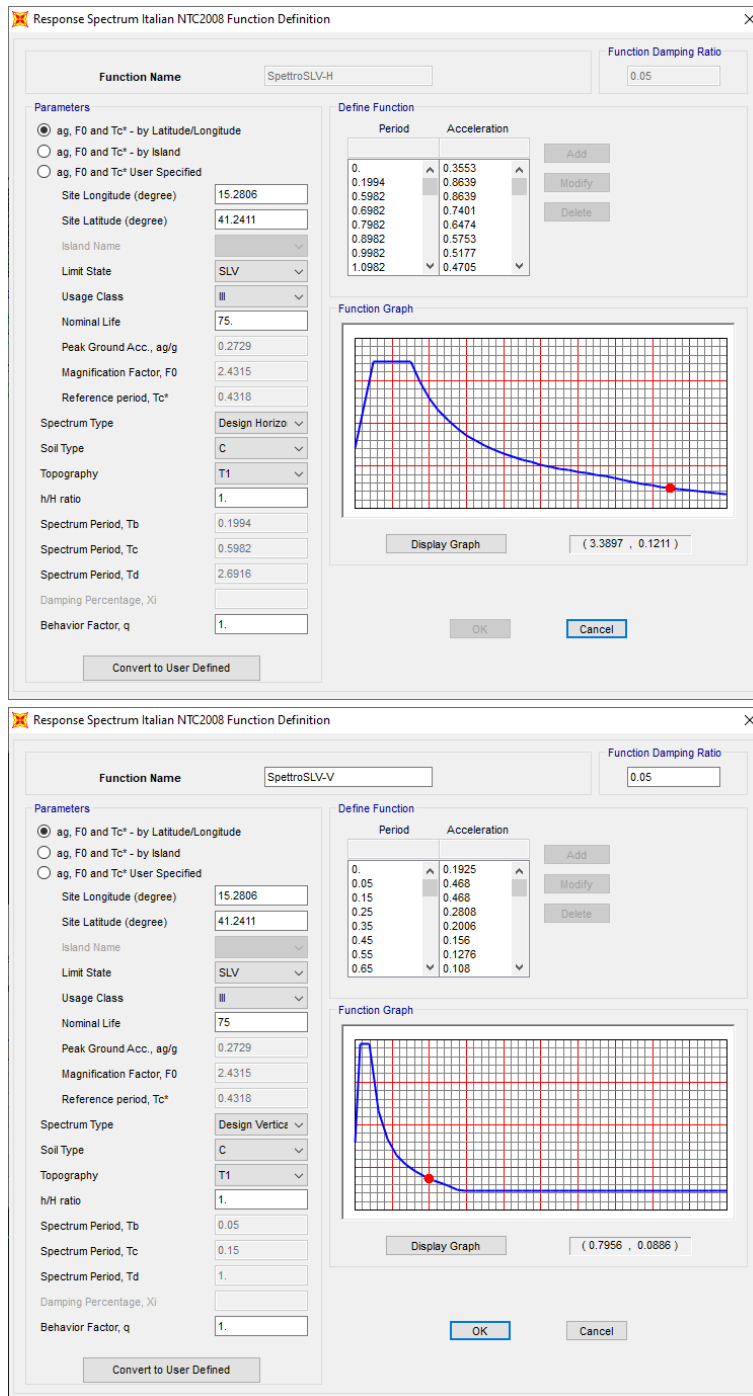 Response Spectrum Italian NTC2008 Function Definition
Function Damping Ratio
Function Name
SpettroSLV-H
0.05
Parameters
ag, F0 and Tc* - by Latitude/Longitude
ag, F0 and Tc* - by Island
ag, F0 and Tc* User Specified
Site Longitude (degree)
15.2806
Site Latitude (degree)
41.2411
Island Name
Limit State
SLV
Usage Class
III
Nominal Life
75.
Peak Ground Acc., ag/g
0.2729
Magnification Factor, F0
2.4315
Reference period, Tc*
0.4318
Spectrum Type
Design Horizo
Soil Type
C
Topography
T1
h/H ratio
1.
Spectrum Period, Tb
0.1994
Spectrum Period, Tc
0.5982
Spectrum Period, Td
2.6916
Damping Percentage, Xi
Behavior Factor, q
1.
Convert to User Defined
Define Function
Period Acceleration
0. 0.3553
0.1994 0.8639
0.5982 0.8639
0.6982 0.7401
0.7982 0.6474
0.8982 0.5753
0.9982 0.5177
1.0982 0.4705
Add
Modify
Delete
Function Graph
Display Graph
( 3.3897 , 0.1211 )
OK
Cancel
Response Spectrum Italian NTC2008 Function Definition
Function Damping Ratio
Function Name
SpettroSLV-V
0.05
Parameters
ag, F0 and Tc* - by Latitude/Longitude
ag, F0 and Tc* - by Island
ag, F0 and Tc* User Specified
Site Longitude (degree)
15.2806
Site Latitude (degree)
41.2411
Island Name
Limit State
SLV
Usage Class
III
Nominal Life
75
Peak Ground Acc., ag/g
0.2729
Magnification Factor, F0
2.4315
Reference period, Tc*
0.4318
Spectrum Type
Design Vertica
Soil Type
C
Topography
T1
h/H ratio
1.
Spectrum Period, Tb
0.05
Spectrum Period, Tc
0.15
Spectrum Period, Td
1.
Damping Percentage, Xi
Behavior Factor, q
1.
Convert to User Defined
Define Function
Period Acceleration
0. 0.1925
0.05 0.468
0.15 0.468
0.25 0.2808
0.35 0.2006
0.45 0.156
0.55 0.1276
0.65 0.108
Add
Modify
Delete
Function Graph
Display Graph
( 0.7956 , 0.0886 )
OK
Cancel